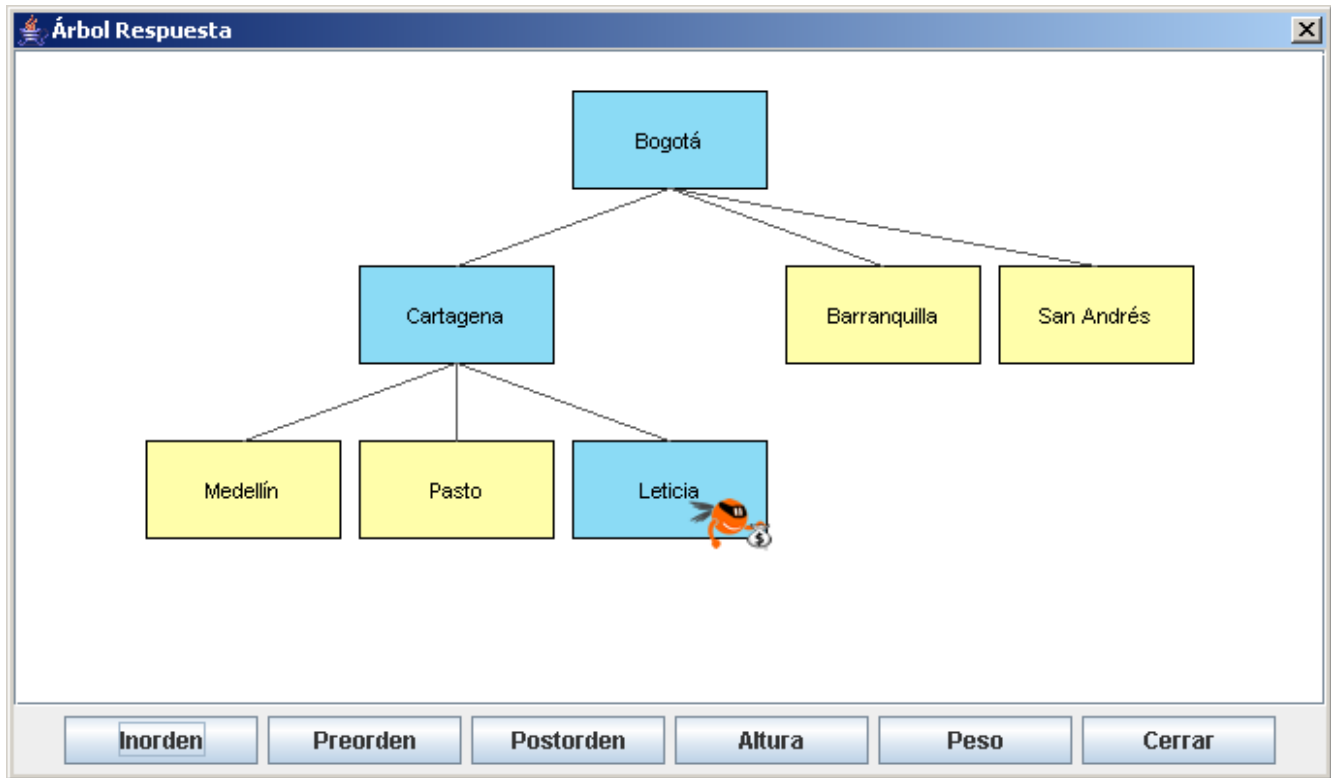 Árbol Respuesta
Bogotá
Cartagena
Barranquilla
San Andrés
Medellín
Pasto
Leticia
$
Inorden
Preorden
Postorden
Altura
Peso
Cerrar